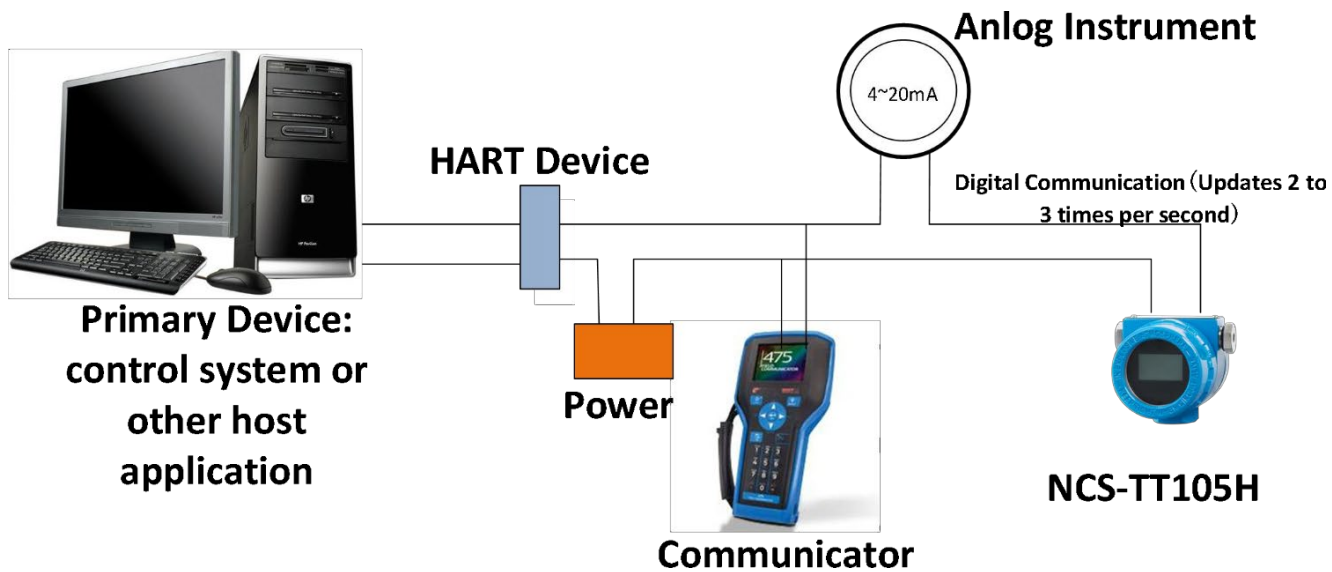 Anlog Instrument
4~20mA
HART Device
Digital Communication（Updates 2 to
3 times per second）
Primary Device:
control system or
other host
application
Power
475
Communicator
NCS-TT105H